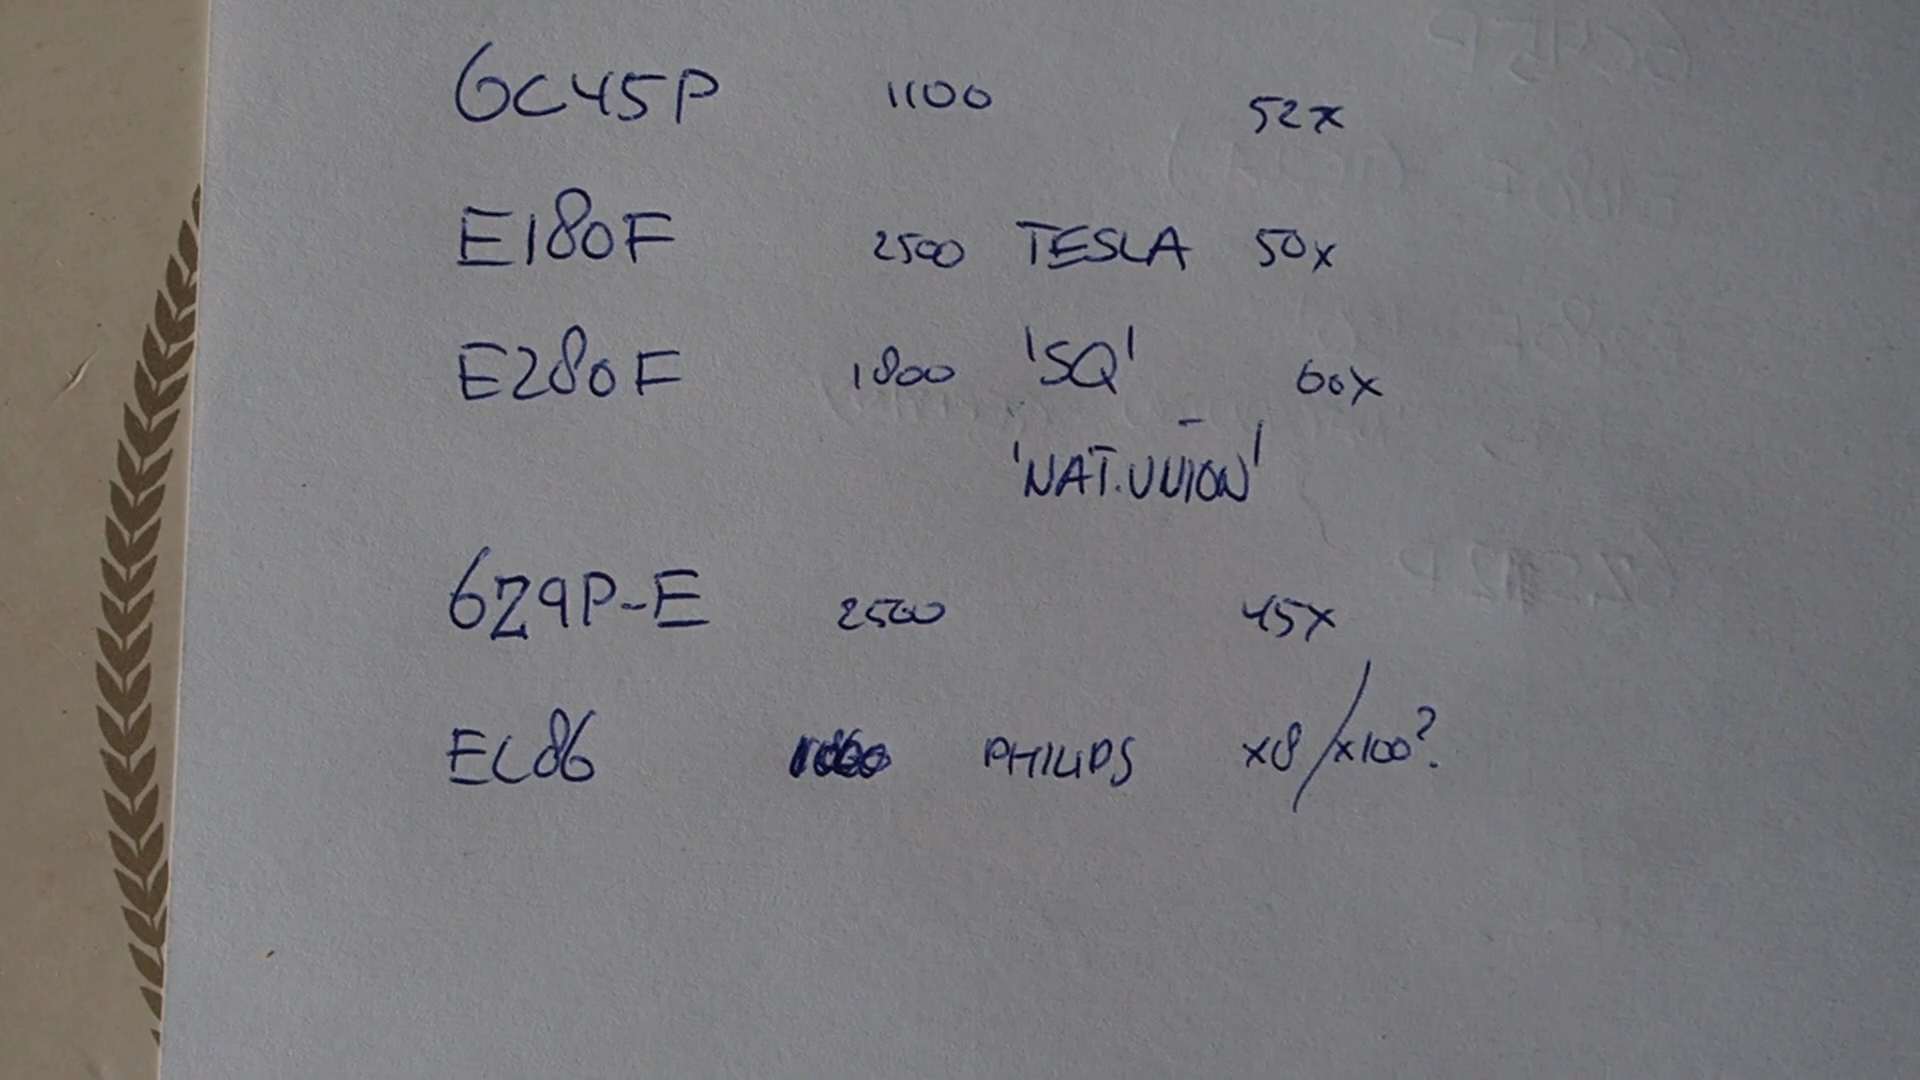 6C45P 1100 52x
E180F 2500 TESLA 50x
E280F 1800 'SQ' 60x
'NAT.UNION'
6Z9P-E 2500 45x
EC86 PHILIPS x8/x100?